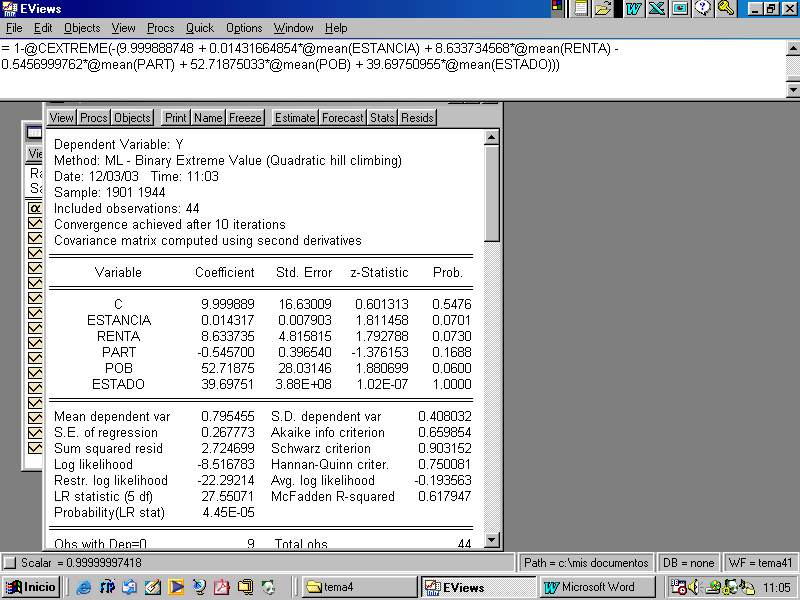 EViews
File Edit Objects View Procs Quick Options Window Help
= 1-@CEXTREME(-(9.999888748 + 0.01431664854*@mean(ESTANCIA) + 8.633734568*@mean(RENTA) -
0.5456999762*@mean(PART) + 52.71875033*@mean(POB) + 39.69750955*@mean(ESTADO)))
View Procs Objects Print Name Freeze Estimate Forecast Stats Resids
Dependent Variable: Y
Method: ML - Binary Extreme Value (Quadratic hill climbing)
Date: 12/03/03 Time: 11:03
Sample: 1901 1944
Included observations: 44
Convergence achieved after 10 iterations
Covariance matrix computed using second derivatives
Variable Coefficient Std. Error z-Statistic Prob.
C 9.999889 16.63009 0.601313 0.5476
ESTANCIA 0.014317 0.007903 1.811458 0.0701
RENTA 8.633735 4.815815 1.792788 0.0730
PART -0.545700 0.396540 -1.376153 0.1688
POB 52.71875 28.03146 1.880699 0.0600
ESTADO 39.69751 3.88E+08 1.02E-07 1.0000
Mean dependent var 0.795455 S.D. dependent var 0.408032
S.E. of regression 0.267773 Akaike info criterion 0.659854
Sum squared resid 2.724699 Schwarz criterion 0.903152
Log likelihood -8.516783 Hannan-Quinn criter. 0.750081
Restr. log likelihood -22.29214 Avg. log likelihood -0.193563
LR statistic (5 df) 27.55071 McFadden R-squared 0.617947
Probability(LR stat) 4.45E-05
Obs with Dep=0 9 Total obs 44
Scalar = 0.99999997418 Path = c:\mis documentos DB = none WF = tema41
Inicio tema4 EViews Microsoft Word 11:05